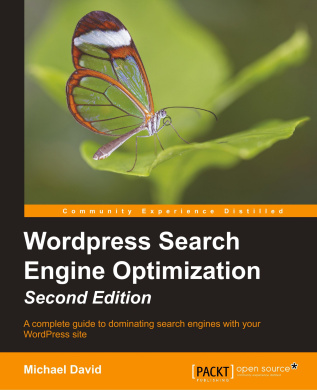 Community Experience Distilled
Wordpress Search
Engine Optimization
Second Edition
A complete guide to dominating search engines with your
WordPress site
Michael David
[PACKT] open source*
PUBLISHING